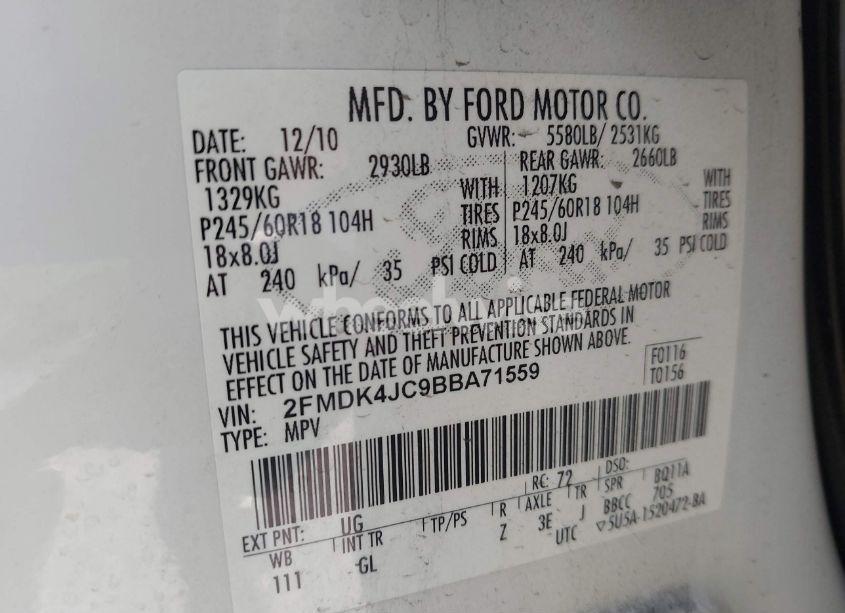 MFD. BY FORD MOTOR CO.
DATE: 12/10 GVWR: 5580LB/ 2531KG
FRONT GAWR: 2930LB REAR GAWR: 2660LB
1329KG WITH 1207KG WITH
P245/60R18 104H TIRES P245/60R18 104H TIRES
18x8.0J RIMS 18x8.0J RIMS
AT 240 kPa/ 35 PSI COLD AT 240 kPa/ 35 PSI COLD
THIS VEHICLE CONFORMS TO ALL APPLICABLE FEDERAL MOTOR
VEHICLE SAFETY AND THEFT PREVENTION STANDARDS IN
EFFECT ON THE DATE OF MANUFACTURE SHOWN ABOVE.
F0116
T0156
VIN: 2FMDK4JC9BBA71559
TYPE: MPV
EXT PNT: UG RC: 72 DSO: BQ11A
WB INT TR TP/PS R AXLE TR SPR 705
111 GL Z 3E J BBCC
UTC ▽5U5A-1520472-BA